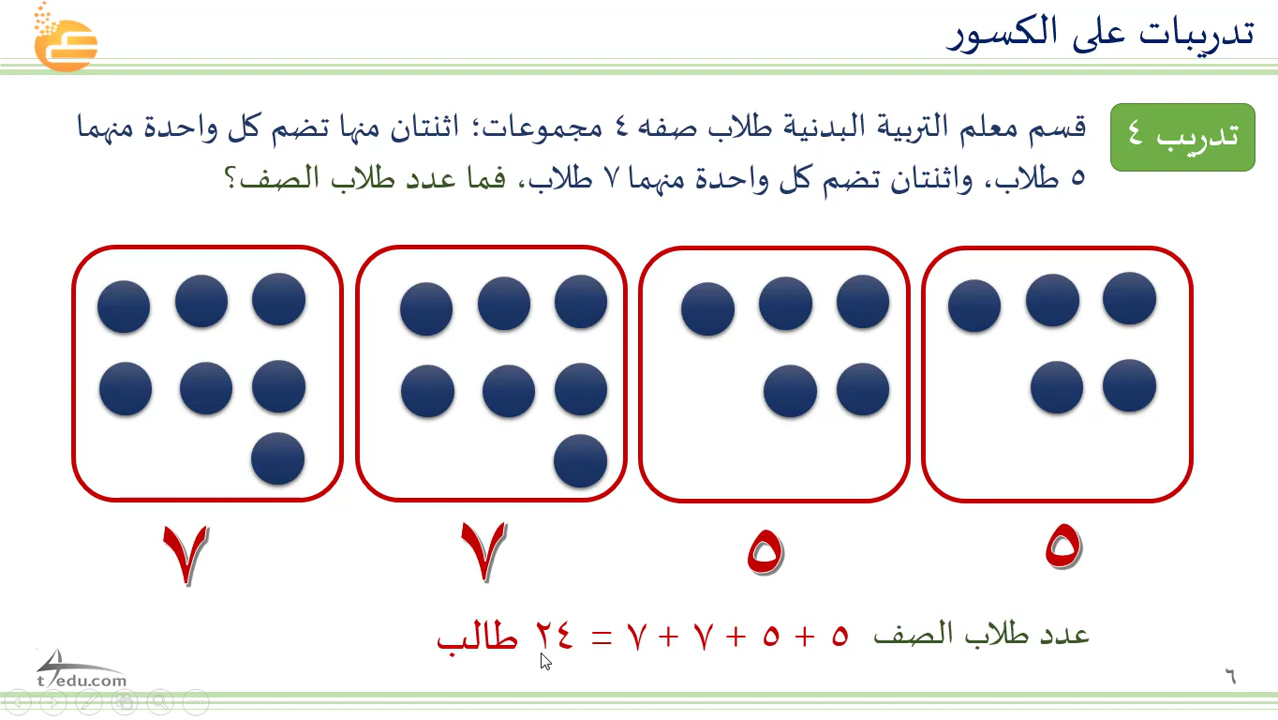 تدريبات على الكسور
تدريب ٤
قسم معلم التربية البدنية طلاب صفه ٤ مجموعات؛ اثنتان منها تضم كل واحدة منهما
٥ طلاب، واثنتان تضم كل واحدة منهما ٧ طلاب، فما عدد طلاب الصف؟
٥ ٥ ٧ ٧
عدد طلاب الصف ٥ + ٥ + ٧ + ٧ = ٢٤ طالب
t4edu.com
٦